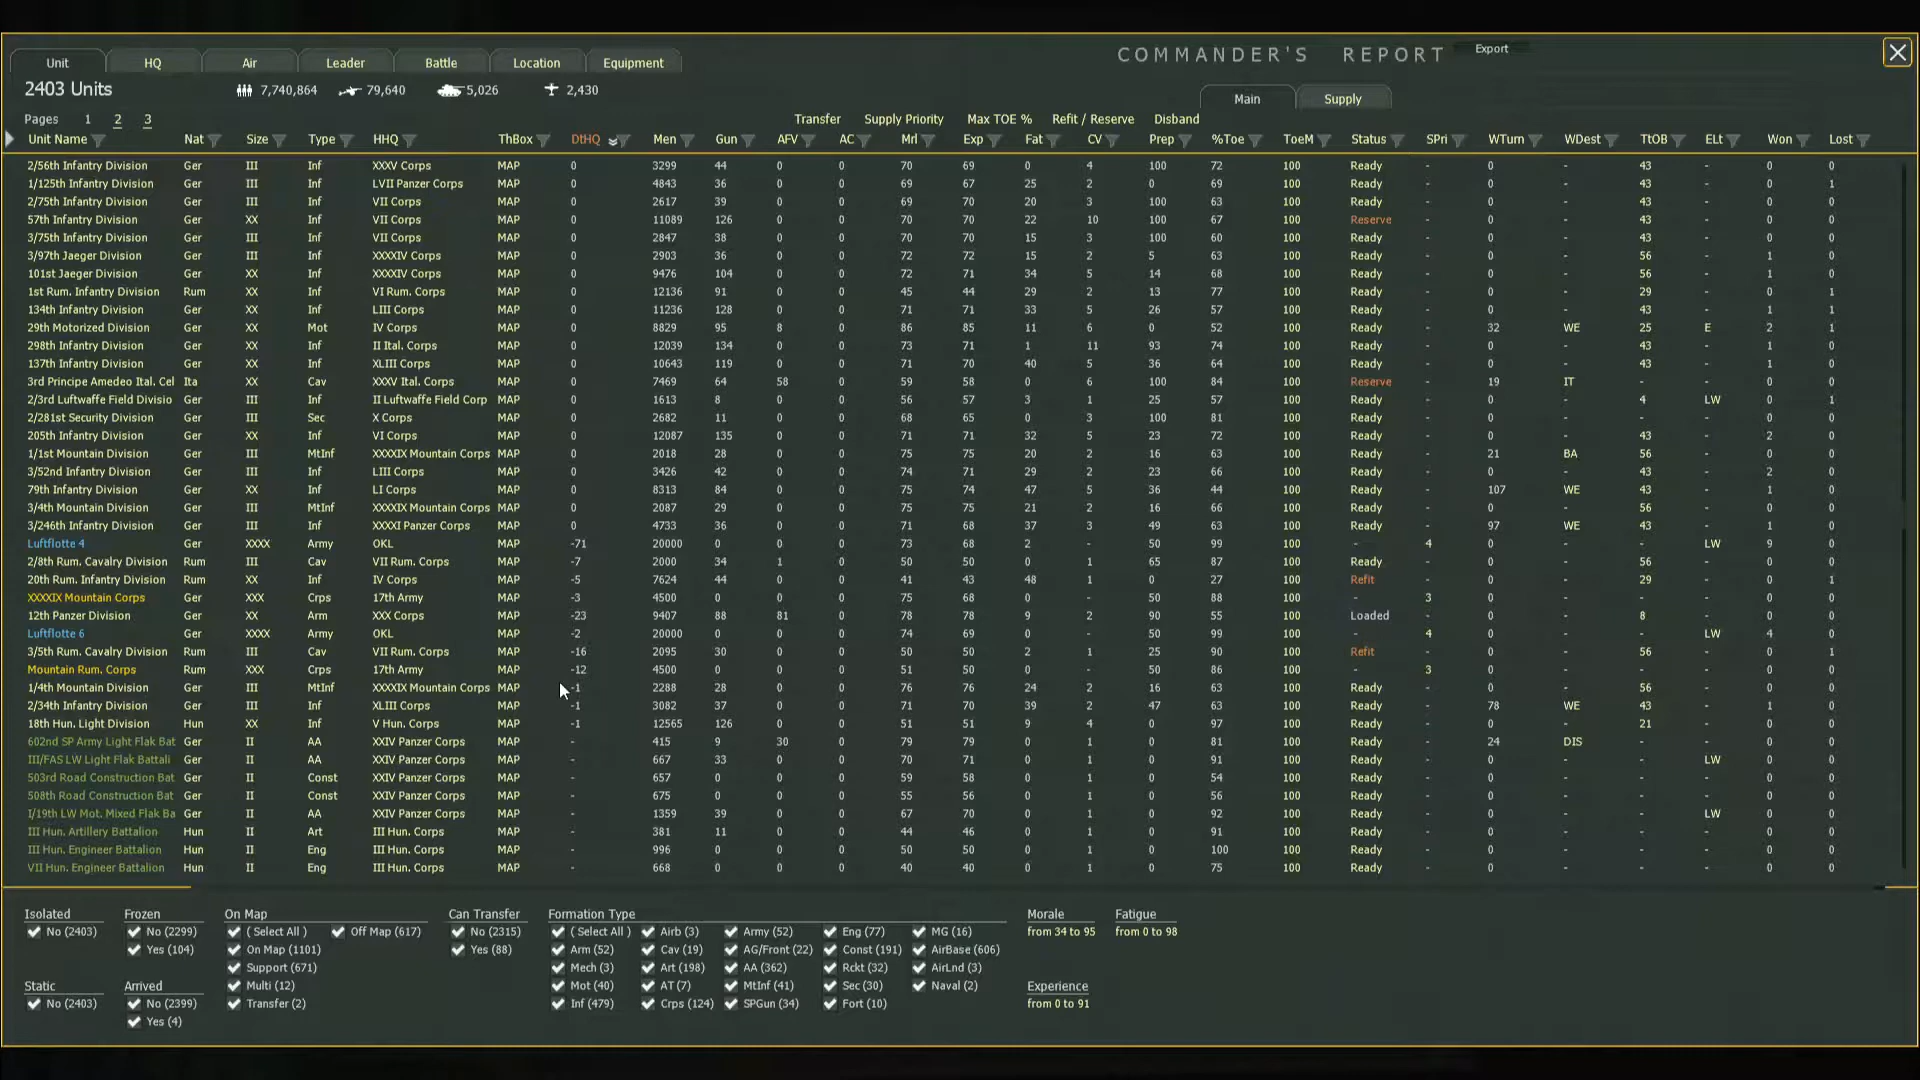 COMMANDER'S REPORT Export
Unit HQ Air Leader Battle Location Equipment
2403 Units 7,740,864 79,640 5,026 2,430
Main Supply
Pages 1 2 3 Transfer Supply Priority Max TOE % Refit / Reserve Disband
Unit Name Nat Size Type HHQ ThBox DtHQ Men Gun AFV AC Mrl Exp Fat CV Prep %Toe ToeM Status SPri WTurn WDest TtOB ELt Won Lost
2/56th Infantry Division Ger III Inf XXXV Corps MAP 0 3299 44 0 0 70 69 0 4 100 72 100 Ready - 0 - 43 - 0 0
1/125th Infantry Division Ger III Inf LVII Panzer Corps MAP 0 4843 36 0 0 69 67 25 2 0 69 100 Ready - 0 - 43 - 0 1
2/75th Infantry Division Ger III Inf VII Corps MAP 0 2617 39 0 0 69 70 20 3 100 63 100 Ready - 0 - 43 - 0 0
57th Infantry Division Ger XX Inf VII Corps MAP 0 11089 126 0 0 70 70 22 10 100 67 100 Reserve - 0 - 43 - 0 0
3/75th Infantry Division Ger III Inf VII Corps MAP 0 2847 38 0 0 70 70 15 3 100 60 100 Ready - 0 - 43 - 0 0
3/97th Jaeger Division Ger III Inf XXXXIV Corps MAP 0 2903 36 0 0 72 72 15 2 5 63 100 Ready - 0 - 56 - 1 0
101st Jaeger Division Ger XX Inf XXXXIV Corps MAP 0 9476 104 0 0 72 71 34 5 14 68 100 Ready - 0 - 56 - 1 0
1st Rum. Infantry Division Rum XX Inf VI Rum. Corps MAP 0 12136 91 0 0 45 44 29 2 13 77 100 Ready - 0 - 29 - 0 1
134th Infantry Division Ger XX Inf LIII Corps MAP 0 11236 128 0 0 71 71 33 5 26 57 100 Ready - 0 - 43 - 1 1
29th Motorized Division Ger XX Mot IV Corps MAP 0 8829 95 8 0 86 85 11 6 0 52 100 Ready - 32 WE 25 E 2 1
298th Infantry Division Ger XX Inf II Ital. Corps MAP 0 12039 134 0 0 73 71 1 11 93 74 100 Ready - 0 - 43 - 1 0
137th Infantry Division Ger XX Inf XLIII Corps MAP 0 10643 119 0 0 71 70 40 5 36 64 100 Ready - 0 - 43 - 1 0
3rd Principe Amedeo Ital. Cel Ita XX Cav XXXV Ital. Corps MAP 0 7469 64 58 0 59 58 0 6 100 84 100 Reserve - 19 IT - - 0 0
2/3rd Luftwaffe Field Divisio Ger III Inf II Luftwaffe Field Corp MAP 0 1613 8 0 0 56 57 3 1 25 57 100 Ready - 0 - 4 LW 0 1
2/281st Security Division Ger III Sec X Corps MAP 0 2682 11 0 0 68 65 0 3 100 81 100 Ready - 0 - - - 0 0
205th Infantry Division Ger XX Inf VI Corps MAP 0 12087 135 0 0 71 71 32 5 23 72 100 Ready - 0 - 43 - 2 0
1/1st Mountain Division Ger III MtInf XXXXIX Mountain Corps MAP 0 2018 28 0 0 75 75 20 2 16 63 100 Ready - 21 BA 56 - 0 0
3/52nd Infantry Division Ger III Inf LIII Corps MAP 0 3426 42 0 0 74 71 29 2 23 66 100 Ready - 0 - 43 - 2 0
79th Infantry Division Ger XX Inf LI Corps MAP 0 8313 84 0 0 75 74 47 5 36 44 100 Ready - 107 WE 43 - 1 0
3/4th Mountain Division Ger III MtInf XXXXIX Mountain Corps MAP 0 2087 29 0 0 75 75 21 2 16 66 100 Ready - 0 - 56 - 0 0
3/246th Infantry Division Ger III Inf XXXXI Panzer Corps MAP 0 4733 36 0 0 71 68 37 3 49 63 100 Ready - 97 WE 43 - 1 0
Luftflotte 4 Ger XXXX Army OKL MAP -71 20000 0 0 0 73 68 2 - 50 99 100 - 4 0 - - LW 9 0
2/8th Rum. Cavalry Division Rum III Cav VII Rum. Corps MAP -7 2000 34 1 0 50 50 0 1 65 87 100 Ready - 0 - 56 - 0 0
20th Rum. Infantry Division Rum XX Inf IV Corps MAP -5 7624 44 0 0 41 43 48 1 0 27 100 Refit - 0 - 29 - 0 1
XXXXIX Mountain Corps Ger XXX Crps 17th Army MAP -3 4500 0 0 0 75 68 0 - 50 88 100 - 3 0 - - - 0 0
12th Panzer Division Ger XX Arm XXX Corps MAP -23 9407 88 81 0 78 78 9 2 90 55 100 Loaded - 0 - 8 - 0 0
Luftflotte 6 Ger XXXX Army OKL MAP -2 20000 0 0 0 74 69 0 - 50 99 100 - 4 0 - - LW 4 0
3/5th Rum. Cavalry Division Rum III Cav VII Rum. Corps MAP -16 2095 30 0 0 50 50 2 1 25 90 100 Refit - 0 - 56 - 0 1
Mountain Rum. Corps Rum XXX Crps 17th Army MAP -12 4500 0 0 0 51 50 0 - 50 86 100 - 3 0 - - - 0 0
1/4th Mountain Division Ger III MtInf XXXXIX Mountain Corps MAP -1 2288 28 0 0 76 76 24 2 16 63 100 Ready - 0 - 56 - 0 0
2/34th Infantry Division Ger III Inf XLIII Corps MAP -1 3082 37 0 0 71 70 39 2 47 63 100 Ready - 78 WE 43 - 1 0
18th Hun. Light Division Hun XX Inf V Hun. Corps MAP -1 12565 126 0 0 51 51 9 4 0 97 100 Ready - 0 - 21 - 0 0
602nd SP Army Light Flak Bat Ger II AA XXIV Panzer Corps MAP - 415 9 30 0 79 79 0 1 0 81 100 Ready - 24 DIS - - 0 0
III/FAS LW Light Flak Battali Ger II AA XXIV Panzer Corps MAP - 667 33 0 0 70 71 0 1 0 91 100 Ready - 0 - - LW 0 0
503rd Road Construction Bat Ger II Const XXIV Panzer Corps MAP - 657 0 0 0 59 58 0 1 0 54 100 Ready - 0 - - - 0 0
508th Road Construction Bat Ger II Const XXIV Panzer Corps MAP - 675 0 0 0 55 56 0 1 0 56 100 Ready - 0 - - - 0 0
I/19th LW Mot. Mixed Flak Ba Ger II AA XXIV Panzer Corps MAP - 1359 39 0 0 67 70 0 1 0 92 100 Ready - 0 - - LW 0 0
III Hun. Artillery Battalion Hun II Art III Hun. Corps MAP - 381 11 0 0 44 46 0 1 0 91 100 Ready - 0 - - - 0 0
III Hun. Engineer Battalion Hun II Eng III Hun. Corps MAP - 996 0 0 0 50 50 0 1 0 100 100 Ready - 0 - - - 0 0
VII Hun. Engineer Battalion Hun II Eng III Hun. Corps MAP - 668 0 0 0 40 40 0 1 0 75 100 Ready - 0 - - - 0 0
Isolated Frozen On Map Can Transfer Formation Type Morale Fatigue
No (2403) No (2299) ( Select All ) Off Map (617) No (2315) ( Select All ) Airb (3) Army (52) Eng (77) MG (16) from 34 to 95 from 0 to 98
Yes (104) On Map (1101) Yes (88) Arm (52) Cav (19) AG/Front (22) Const (191) AirBase (606)
Support (671) Mech (3) Art (198) AA (362) Rckt (32) AirLnd (3)
Static Arrived Multi (12) Mot (40) AT (7) MtInf (41) Sec (30) Naval (2) Experience
No (2403) No (2399) Transfer (2) Inf (479) Crps (124) SPGun (34) Fort (10) from 0 to 91
Yes (4)